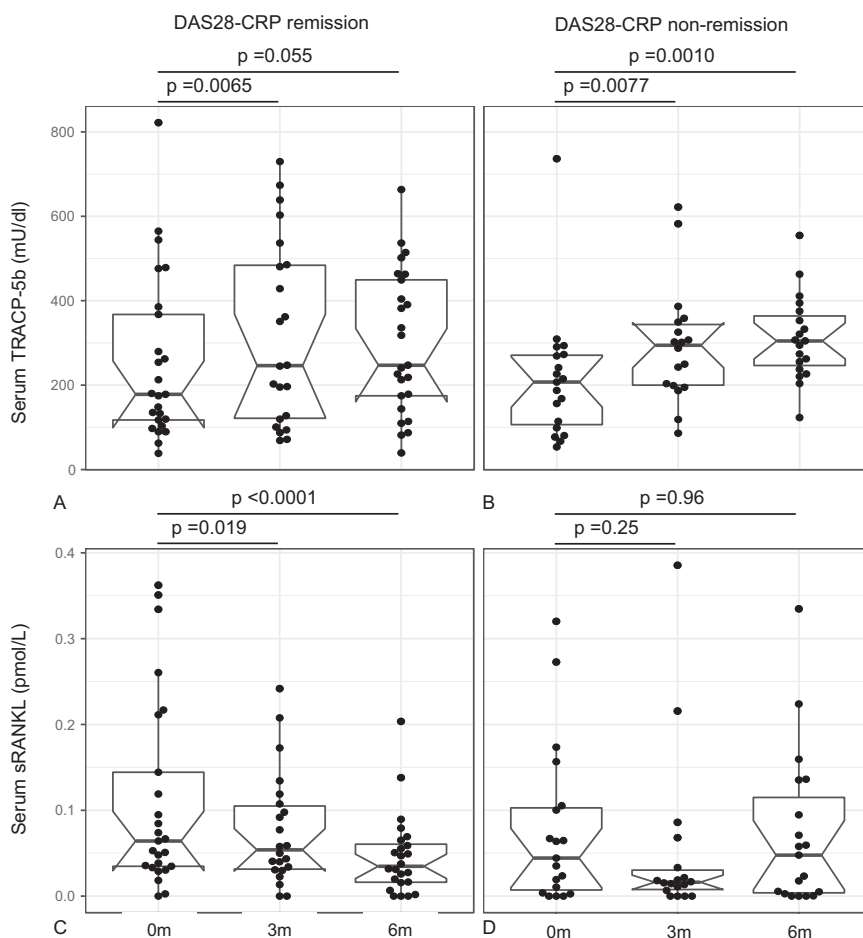 DAS28-CRP remission
DAS28-CRP non-remission
p =0.055
p =0.0010
p =0.0065
p =0.0077
Serum TRACP-5b (mU/dl)
800
600
400
200
0
A
B
p <0.0001
p =0.96
p =0.019
p =0.25
Serum sRANKL (pmol/L)
0.4
0.3
0.2
0.1
0.0
C
D
0m
3m
6m
0m
3m
6m